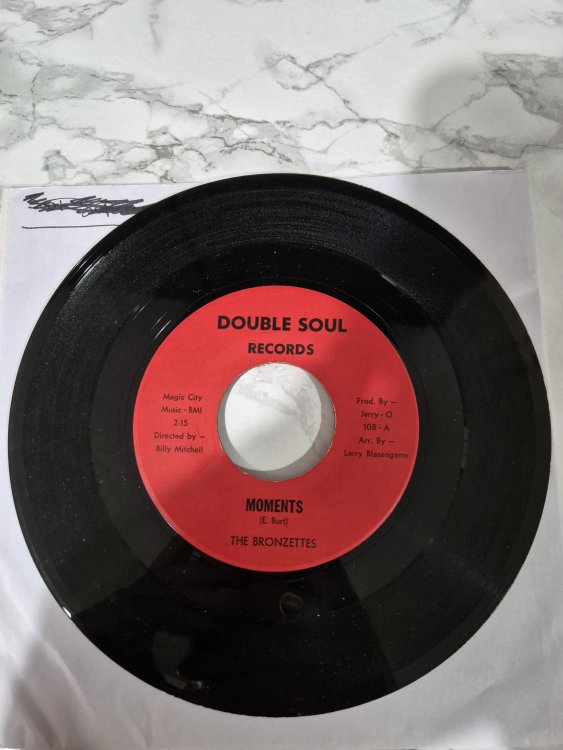 DOUBLE SOUL
RECORDS
Magic City
Music - BMI
2:15
Directed by —
Billy Mitchell
Prod. By —
Jerry - O
108 - A
Arr. By —
Larry Blasengame
MOMENTS
(E. Burt)
THE BRONZETTES